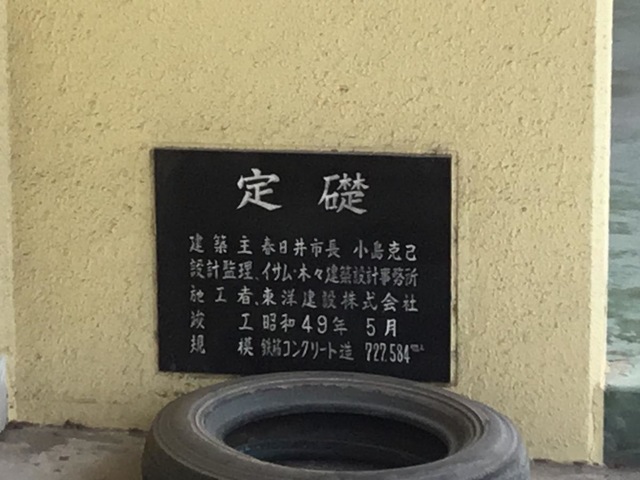 定礎
建築主 春日井市長 小島克己
設計監理、イサム・木々建築設計事務所
施工者、東洋建設株式会社
竣工 昭和49年 5月
規模 鉄筋コンクリート造 727.584